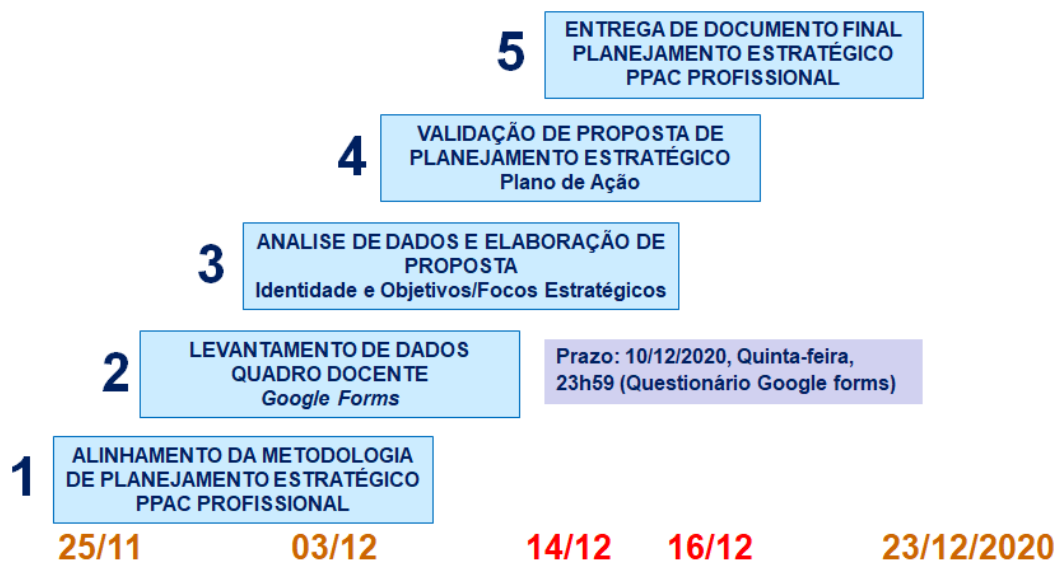 5
ENTREGA DE DOCUMENTO FINAL
PLANEJAMENTO ESTRATÉGICO
PPAC PROFISSIONAL
4
VALIDAÇÃO DE PROPOSTA DE
PLANEJAMENTO ESTRATÉGICO
Plano de Ação
3
ANALISE DE DADOS E ELABORAÇÃO DE
PROPOSTA
Identidade e Objetivos/Focos Estratégicos
2
LEVANTAMENTO DE DADOS
QUADRO DOCENTE
Google Forms
Prazo: 10/12/2020, Quinta-feira,
23h59 (Questionário Google forms)
1
ALINHAMENTO DA METODOLOGIA
DE PLANEJAMENTO ESTRATÉGICO
PPAC PROFISSIONAL
25/11 03/12 14/12 16/12 23/12/2020